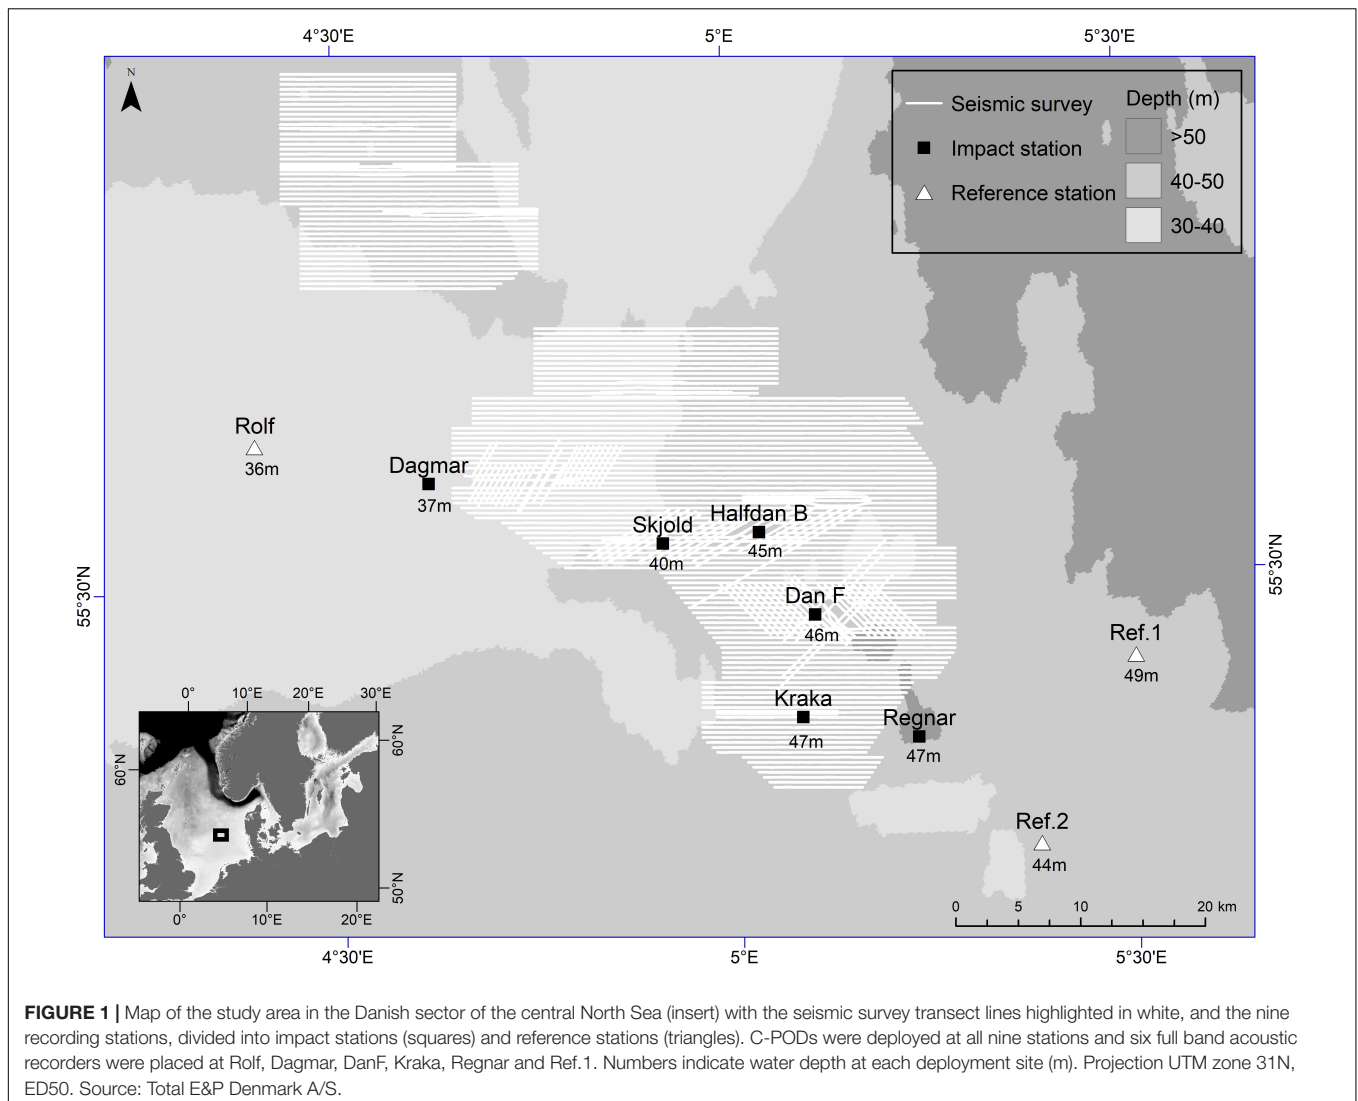 4°30'E 5°E 5°30'E
N
Seismic survey
Impact station
Reference station
Depth (m)
>50
40-50
30-40
Rolf
36m
Dagmar
37m
Skjold
40m
Halfdan B
45m
Dan F
46m
55°30'N
55°30'N
Ref.1
49m
Kraka
47m
Regnar
47m
Ref.2
44m
0° 10°E 20°E 30°E
60°N
60°N
50°N
0° 10°E 20°E
0 5 10 20 km
4°30'E 5°E 5°30'E
FIGURE 1 | Map of the study area in the Danish sector of the central North Sea (insert) with the seismic survey transect lines highlighted in white, and the nine
recording stations, divided into impact stations (squares) and reference stations (triangles). C-PODs were deployed at all nine stations and six full band acoustic
recorders were placed at Rolf, Dagmar, DanF, Kraka, Regnar and Ref.1. Numbers indicate water depth at each deployment site (m). Projection UTM zone 31N,
ED50. Source: Total E&P Denmark A/S.